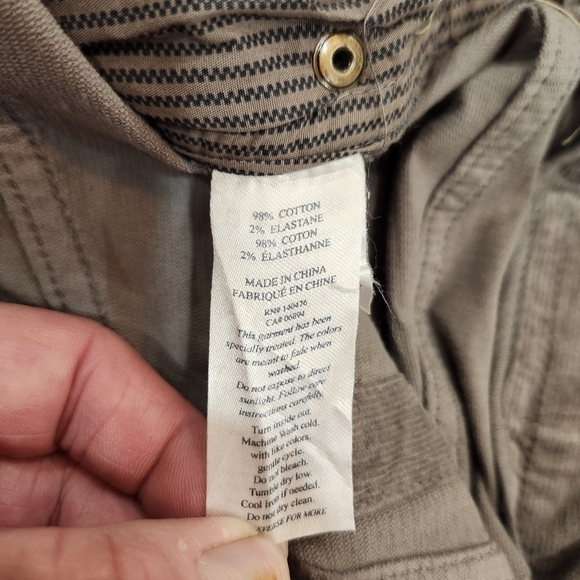 98% COTTON
2% ELASTANE
98% COTON
2% ÉLASTHANNE
MADE IN CHINA
FABRIQUÉ EN CHINE
RN# 140476
CA# 06894
This garment has been
specially treated. The colors
are meant to fade when
washed.
Do not expose to direct
sunlight. Follow care
instructions carefully.
Turn inside out.
Machine Wash cold,
with like colors,
gentle cycle.
Do not bleach.
Tumble dry low.
Cool Iron if needed.
Do not dry clean.
FOR MORE